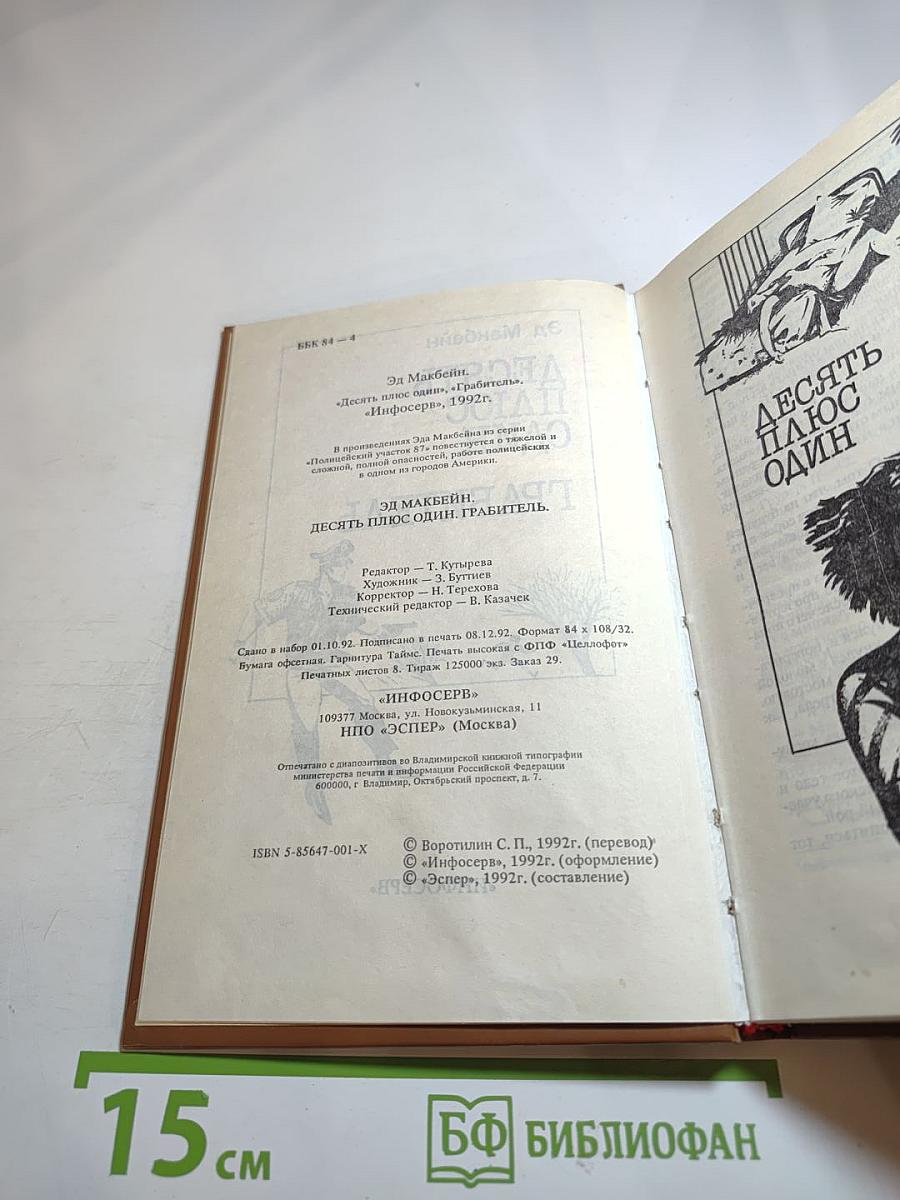 ББК 84 — 4
Эд Макбейн.
«Десять плюс один», «Грабитель».
«Инфосерв», 1992г.
В произведениях Эда Макбейна из серии
«Полицейский участок 87» повествуется о тяжелой и
сложной, полной опасностей, работе полицейских
в одном из городов Америки.
ЭД МАКБЕЙН.
ДЕСЯТЬ ПЛЮС ОДИН. ГРАБИТЕЛЬ.
Редактор — Т. Кутырева
Художник — З. Буттиев
Корректор — Н. Терехова
Технический редактор — В. Казачек
Сдано в набор 01.10.92. Подписано в печать 08.12.92. Формат 84 x 108/32.
Бумага офсетная. Гарнитура Таймс. Печать высокая с ФПФ «Целлофот»
Печатных листов 8. Тираж 125000 экз. Заказ 29.
«ИНФОСЕРВ»
109377 Москва, ул. Новокузьминская, 11
НПО «ЭСПЕР» (Москва)
Отпечатано с диапозитивов во Владимирской книжной типографии
министерства печати и информации Российской Федерации
600000, г Владимир, Октябрьский проспект, д. 7.
ISBN 5-85647-001-X
© Воротилин С. П., 1992г. (перевод)
© «Инфосерв», 1992г. (оформление)
© «Эспер», 1992г. (составление)
ДЕСЯТЬ
ПЛЮС
ОДИН
15 см
БФ БИБЛИОФАН